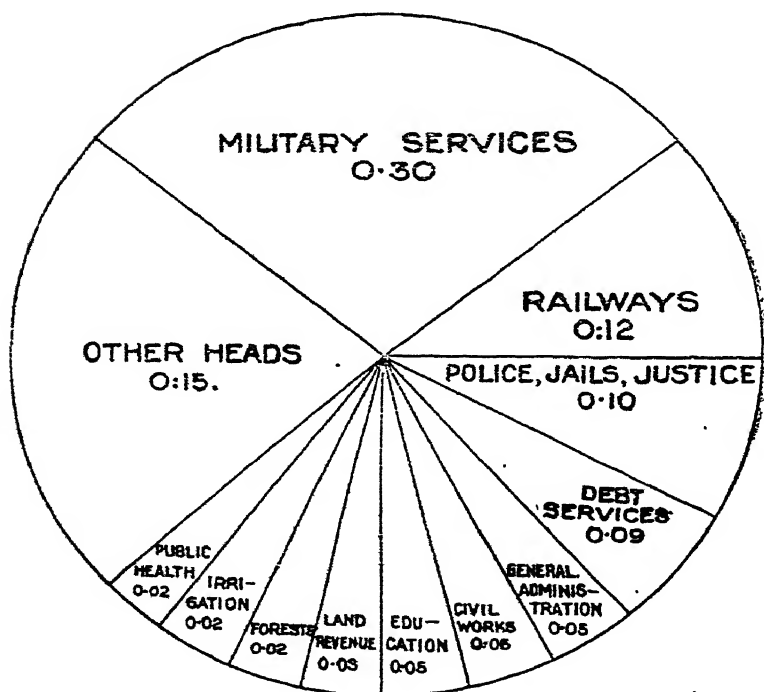 MILITARY SERVICES
0·30
RAILWAYS
0:12
OTHER HEADS
0:15.
POLICE, JAILS, JUSTICE
0·10
DEBT
SERVICES
0·09
PUBLIC
HEALTH
0·02
IRRI-
GATION
0·02
FORESTS
0·02
LAND
REVENUE
0·03
EDU-
CATION
0·05
CIVIL
WORKS
0:05
GENERAL.
ADMINIS-
TRATION
0·05